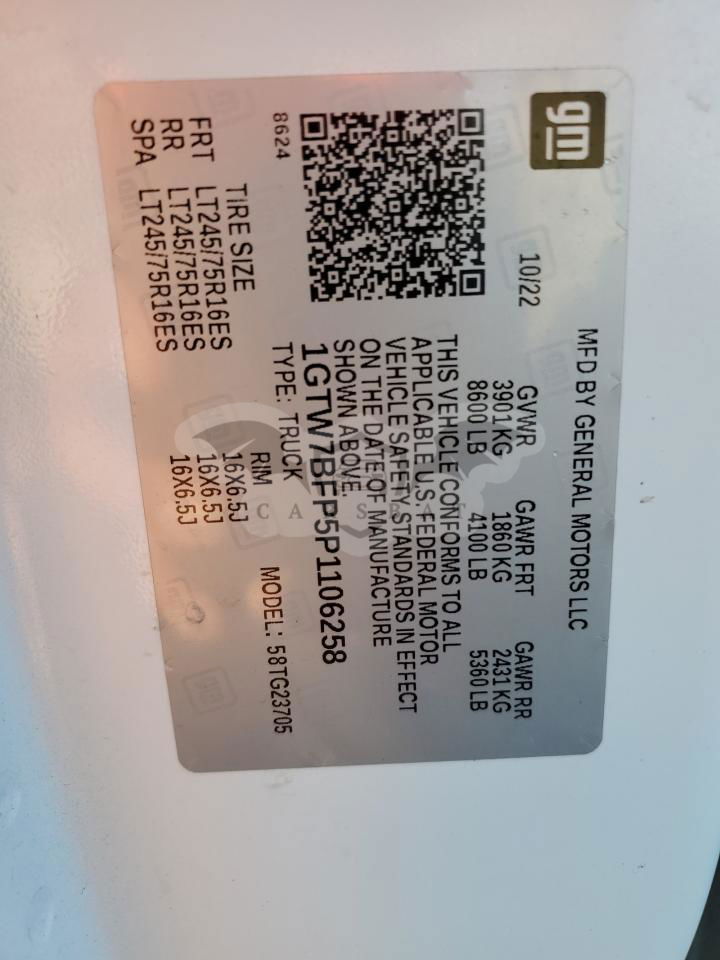 gm
MFD BY GENERAL MOTORS LLC
10/22
GVWR GAWR FRT GAWR RR
3901 KG 1860 KG 2431 KG
8600 LB 4100 LB 5360 LB
THIS VEHICLE CONFORMS TO ALL
APPLICABLE U.S. FEDERAL MOTOR
VEHICLE SAFETY STANDARDS IN EFFECT
ON THE DATE OF MANUFACTURE
SHOWN ABOVE.
1GTW7BFP5P1106258
TYPE: TRUCK
MODEL: 58TG23705
8624
TIRE SIZE RIM
FRT LT245/75R16ES 16X6.5J
RR LT245/75R16ES 16X6.5J
SPA LT245/75R16ES 16X6.5J